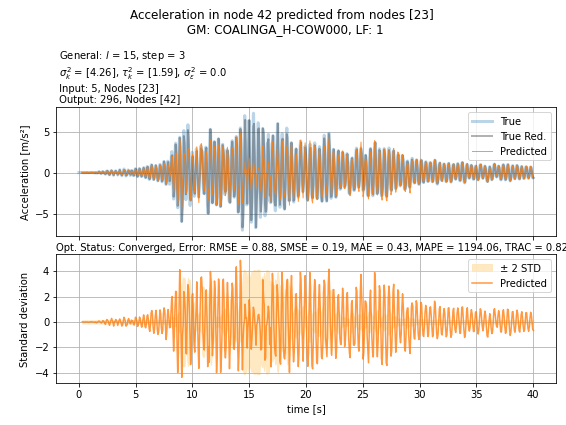 Acceleration in node 42 predicted from nodes [23]
GM: COALINGA_H-COW000, LF: 1
General: l = 15, step = 3
σ²ₖ = [4.26], τ²ₖ = [1.59], σ²ε = 0.0
Input: 5, Nodes [23]
Output: 296, Nodes [42]
Acceleration [m/s²]
5
0
−5
True
True Red.
Predicted
Opt. Status: Converged, Error: RMSE = 0.88, SMSE = 0.19, MAE = 0.43, MAPE = 1194.06, TRAC = 0.82
Standard deviation
4
2
0
−2
−4
± 2 STD
Predicted
0 5 10 15 20 25 30 35 40
time [s]